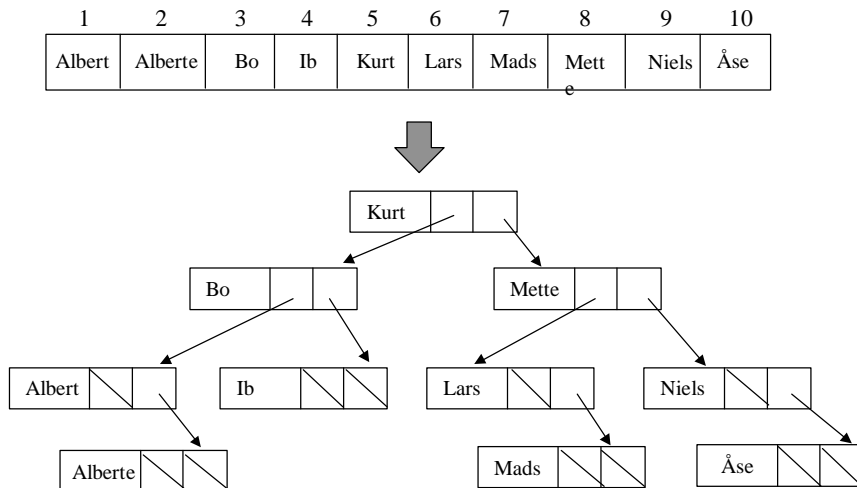 1 2 3 4 5 6 7 8 9 10
Albert Alberte Bo Ib Kurt Lars Mads Mett Niels Åse
e
Kurt
Bo Mette
Albert Ib Lars Niels
Alberte Mads Åse